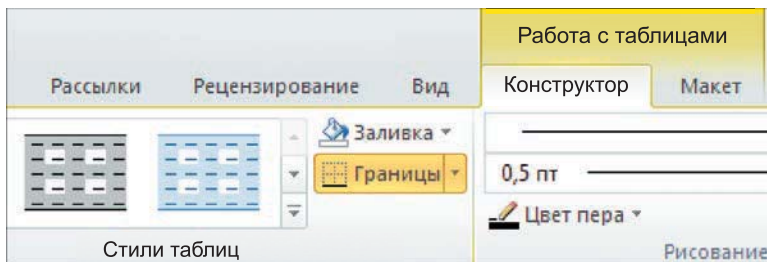 Работа с таблицами
Рассылки Рецензирование Вид Конструктор Макет
Заливка
Границы
0,5 пт
Цвет пера
Стили таблиц
Рисование